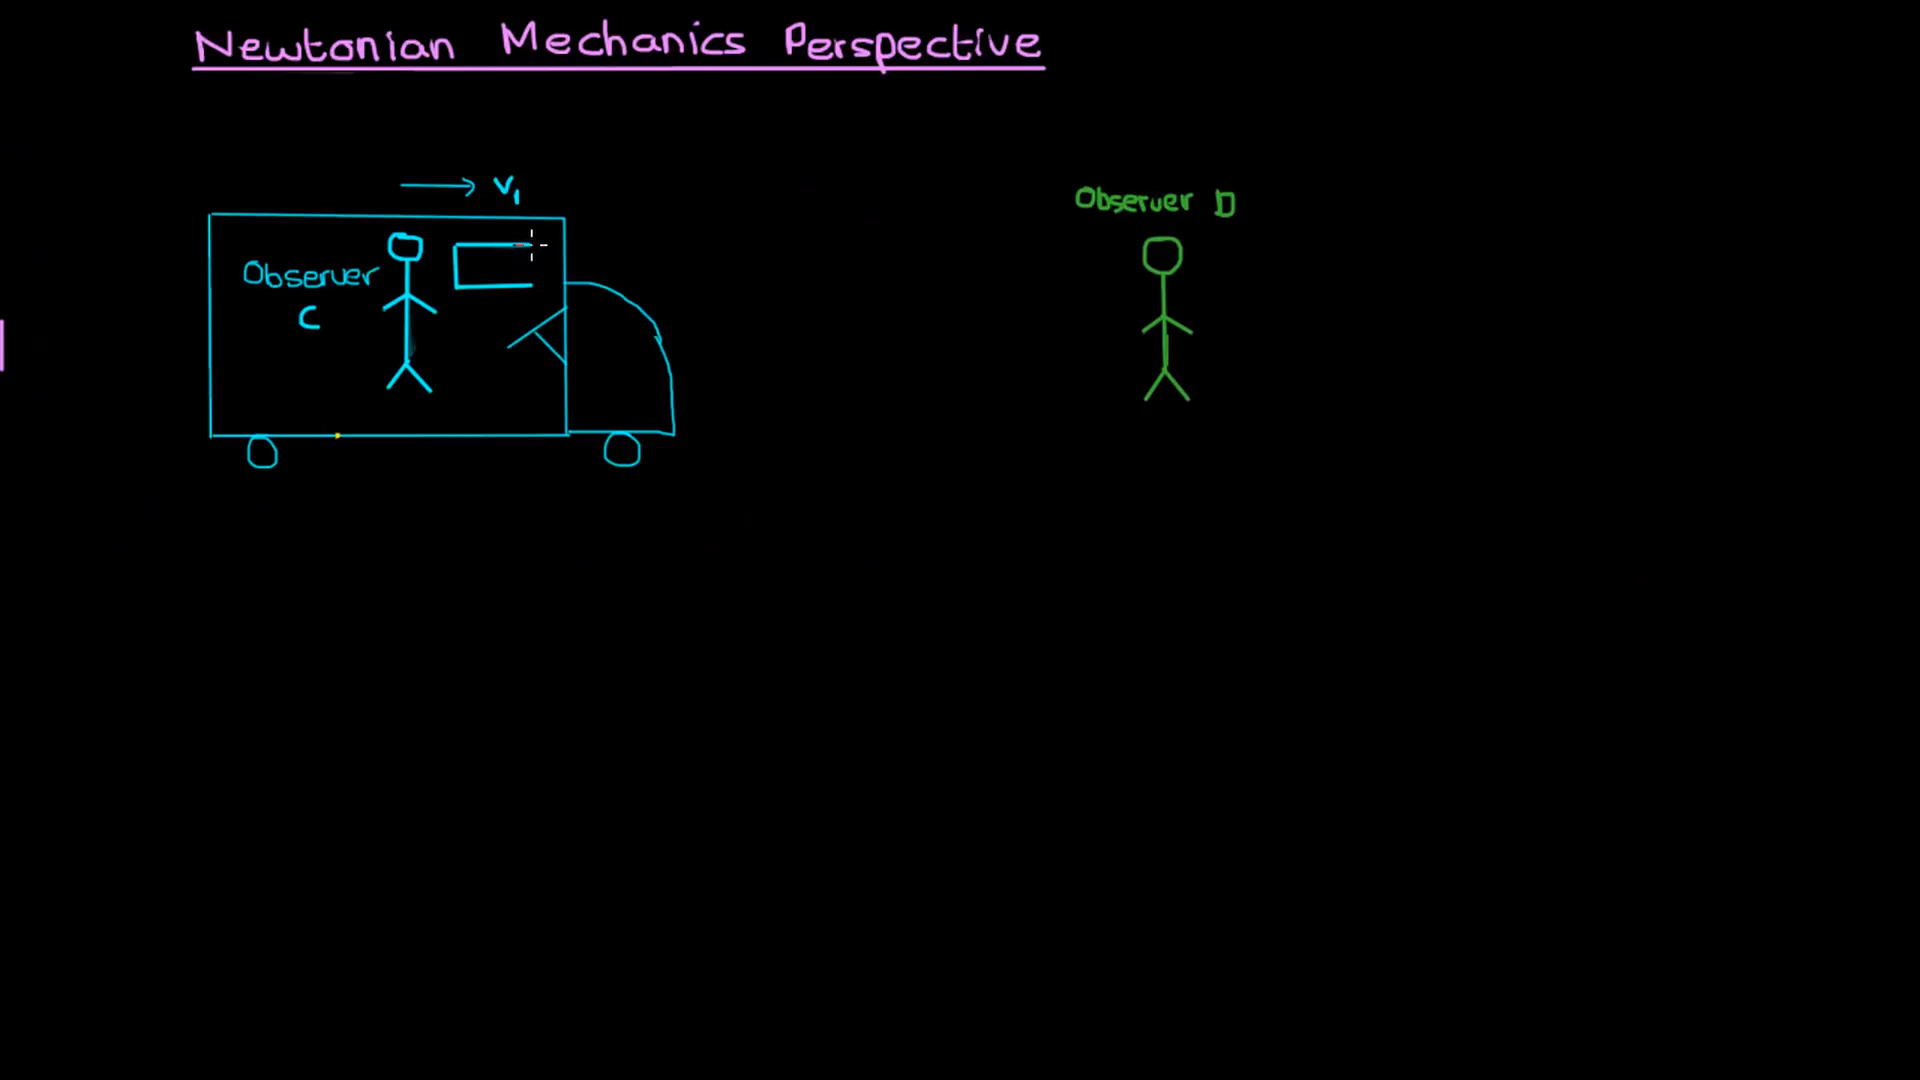 Newtonian Mechanics Perspective
v₁
Observer D
Observer
C